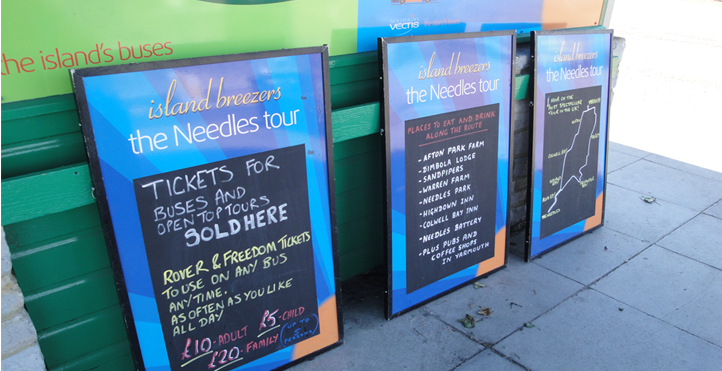 the island's buses
VECTIS
island breezers
the Needles tour
TICKETS FOR
BUSES AND
OPEN TOP TOURS
SOLD HERE
ROVER & FREEDOM TICKETS
TO USE ON ANY BUS
ANYTIME.
AS OFTEN AS YOU LIKE
ALL DAY
£10-ADULT £5-CHILD
£20-FAMILY
island breezers
the Needles tour
PLACES TO EAT AND DRINK
ALONG THE ROUTE
- AFTON PARK FARM
- DIMBOLA LODGE
- SANDPIPERS
- WARREN FARM
- NEEDLES PARK
- HIGHDOWN INN
- COLWELL BAY INN
- NEEDLES BATTERY
- PLUS PUBS AND
COFFEE SHOPS
IN YARMOUTH
island breezers
the Needles tour